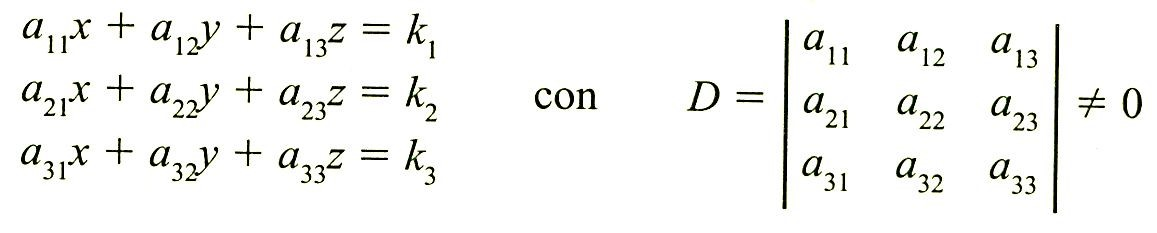 a₁₁x + a₁₂y + a₁₃z = k₁
a₂₁x + a₂₂y + a₂₃z = k₂ con D = | a₁₁ a₁₂ a₁₃ |
a₃₁x + a₃₂y + a₃₃z = k₃ | a₂₁ a₂₂ a₂₃ | ≠ 0
| a₃₁ a₃₂ a₃₃ |